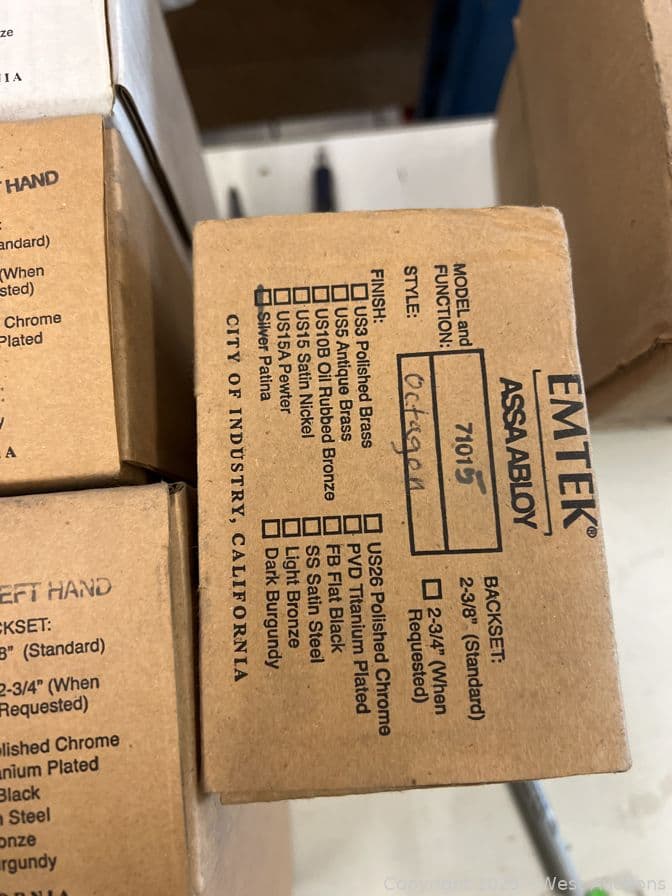 EMTEK®
ASSA ABLOY
MODEL and
FUNCTION:
71015
STYLE:
Octagon
BACKSET:
2-3/8" (Standard)
☐ 2-3/4" (When
Requested)
FINISH:
☐ US3 Polished Brass
☐ US5 Antique Brass
☐ US10B Oil Rubbed Bronze
☐ US15 Satin Nickel
☐ US15A Pewter
☐ Silver Patina
☐ US26 Polished Chrome
☐ PVD Titanium Plated
☐ FB Flat Black
☐ SS Satin Steel
☐ Light Bronze
☐ Dark Burgundy
CITY OF INDUSTRY, CALIFORNIA
ze
IA
HAND
andard)
(When
sted)
Chrome
Plated
A
EFT HAND
CKSET:
8" (Standard)
2-3/4" (When
Requested)
lished Chrome
anium Plated
Black
Steel
onze
rgundy